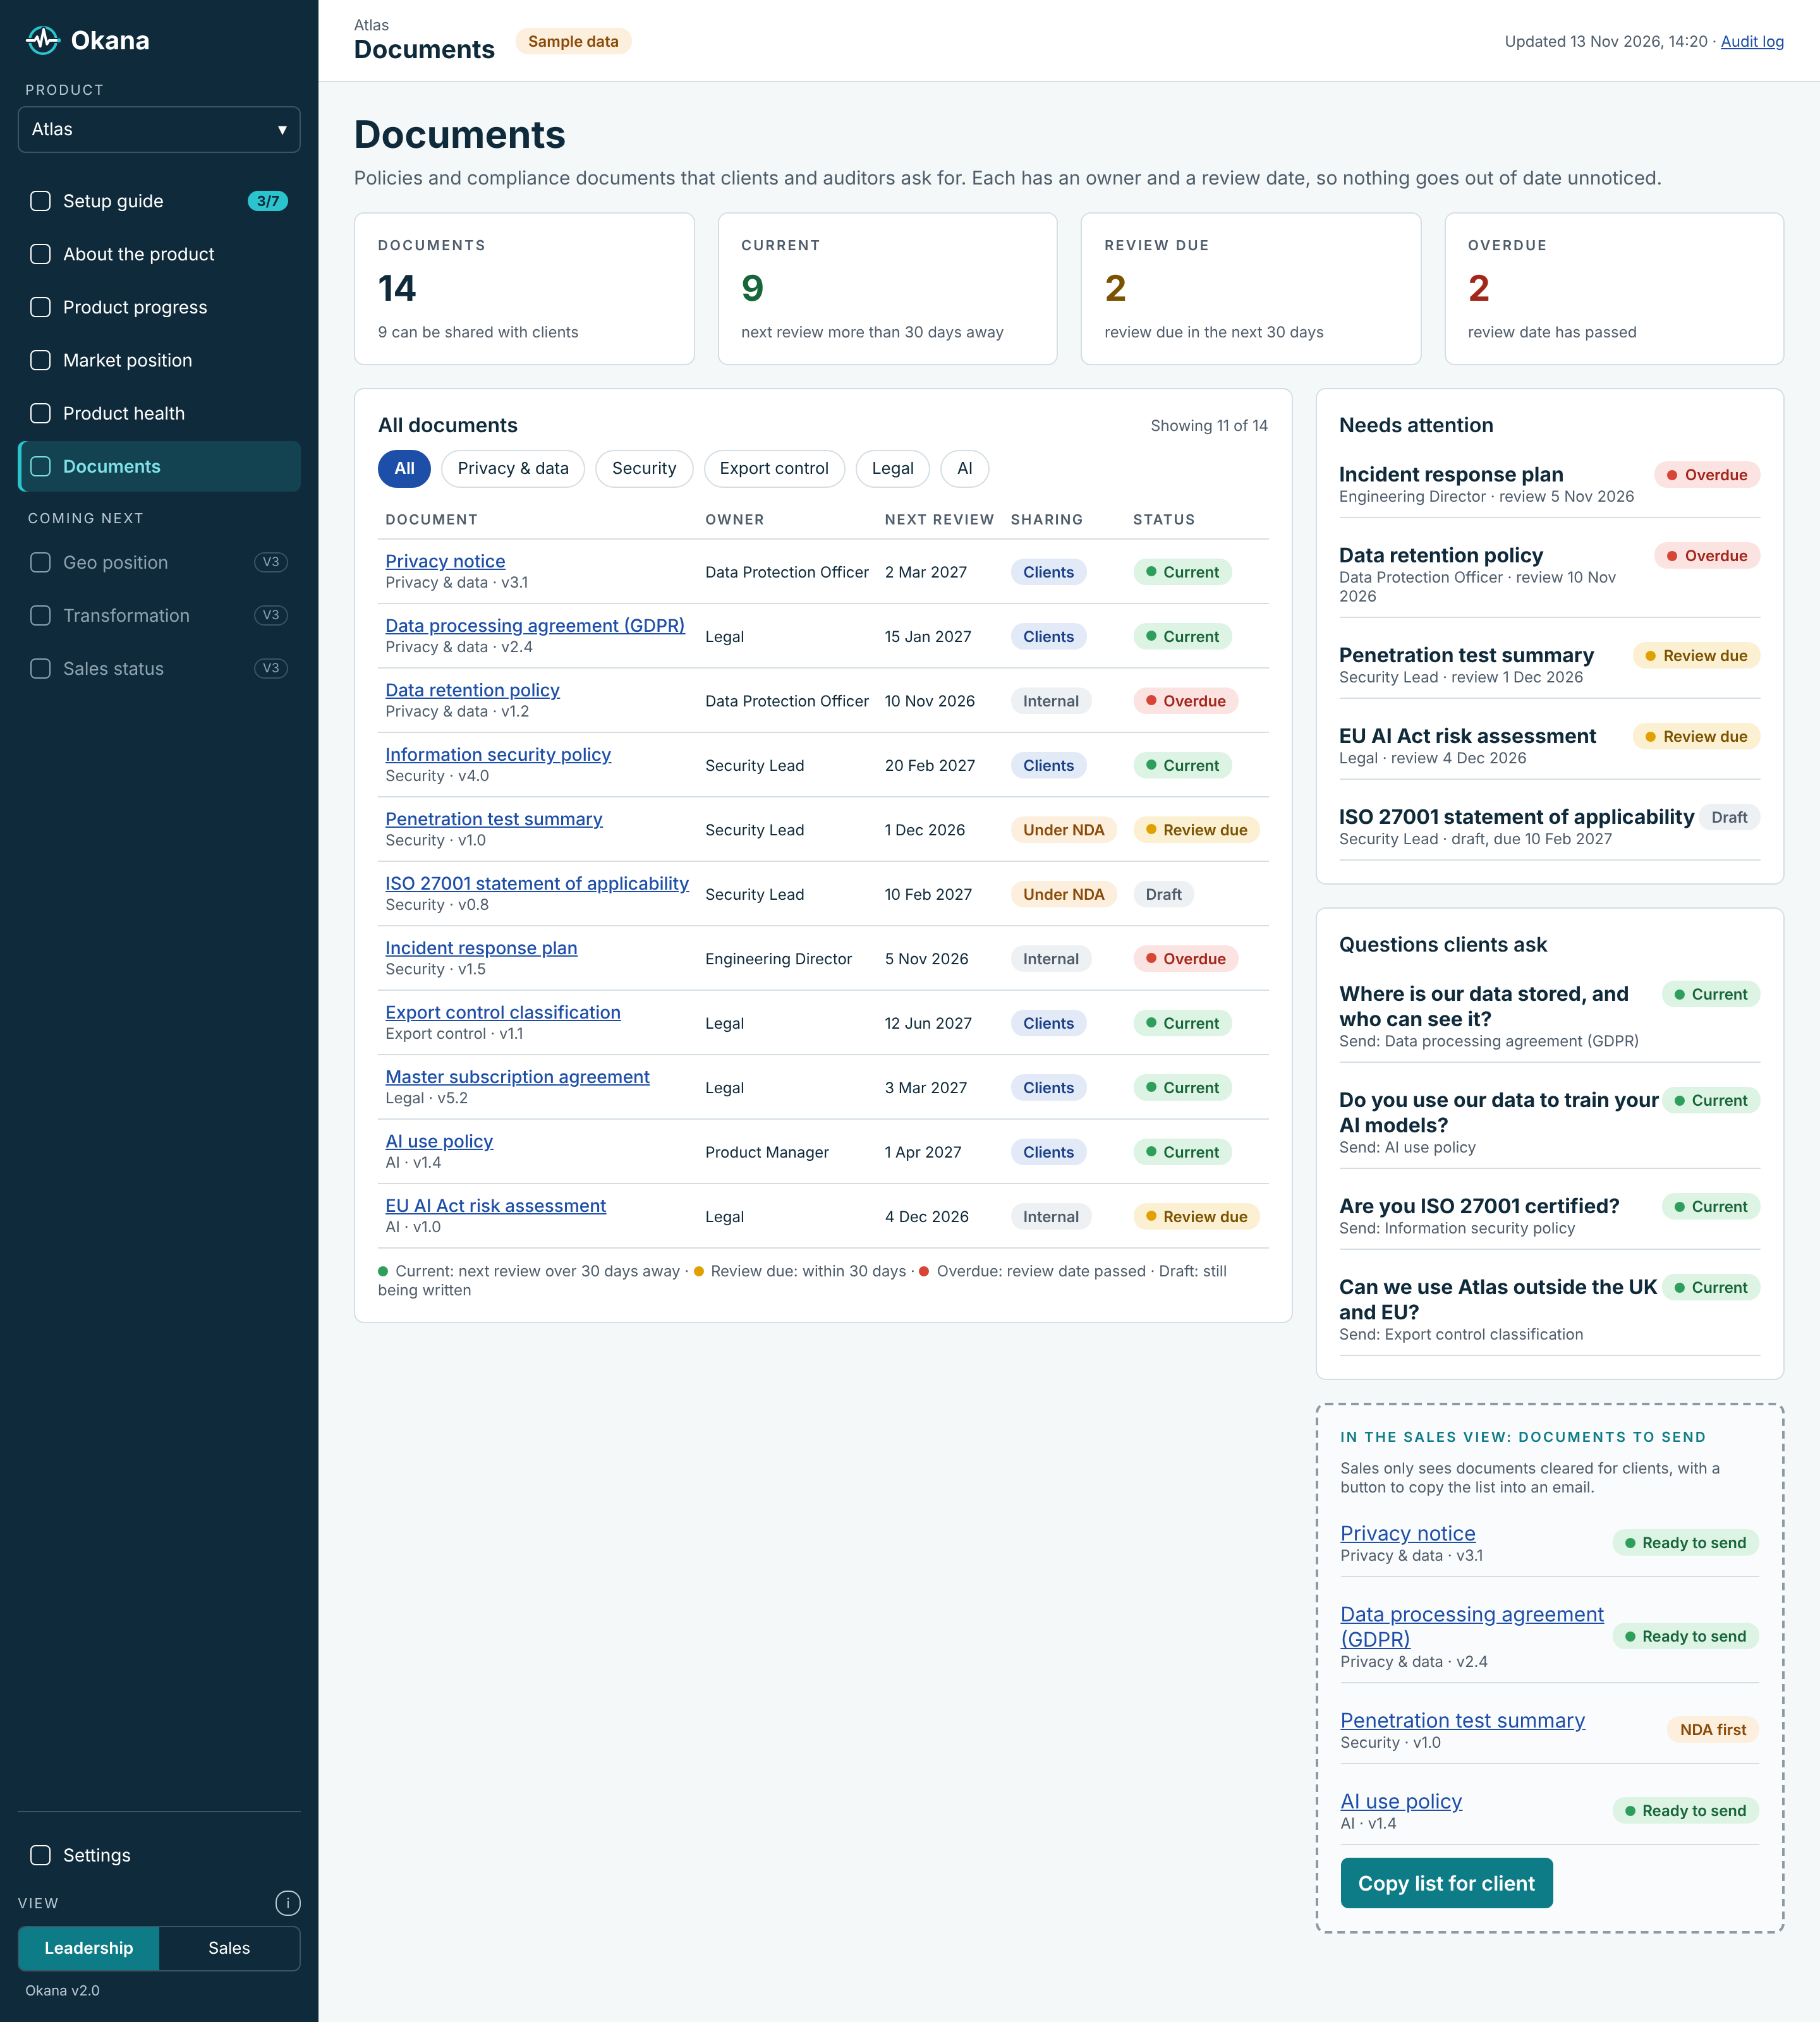 Okana
PRODUCT
Atlas ▾
Setup guide 3/7
About the product
Product progress
Market position
Product health
Documents
COMING NEXT
Geo position V3
Transformation V3
Sales status V3
Settings
VIEW i
Leadership Sales
Okana v2.0
Atlas
Documents Sample data
Updated 13 Nov 2026, 14:20 · Audit log
Documents
Policies and compliance documents that clients and auditors ask for. Each has an owner and a review date, so nothing goes out of date unnoticed.
DOCUMENTS
14
9 can be shared with clients
CURRENT
9
next review more than 30 days away
REVIEW DUE
2
review due in the next 30 days
OVERDUE
2
review date has passed
All documents Showing 11 of 14
All Privacy & data Security Export control Legal AI
DOCUMENT OWNER NEXT REVIEW SHARING STATUS
Privacy notice
Privacy & data · v3.1
Data Protection Officer 2 Mar 2027 Clients Current
Data processing agreement (GDPR)
Privacy & data · v2.4
Legal 15 Jan 2027 Clients Current
Data retention policy
Privacy & data · v1.2
Data Protection Officer 10 Nov 2026 Internal Overdue
Information security policy
Security · v4.0
Security Lead 20 Feb 2027 Clients Current
Penetration test summary
Security · v1.0
Security Lead 1 Dec 2026 Under NDA Review due
ISO 27001 statement of applicability
Security · v0.8
Security Lead 10 Feb 2027 Under NDA Draft
Incident response plan
Security · v1.5
Engineering Director 5 Nov 2026 Internal Overdue
Export control classification
Export control · v1.1
Legal 12 Jun 2027 Clients Current
Master subscription agreement
Legal · v5.2
Legal 3 Mar 2027 Clients Current
AI use policy
AI · v1.4
Product Manager 1 Apr 2027 Clients Current
EU AI Act risk assessment
AI · v1.0
Legal 4 Dec 2026 Internal Review due
Current: next review over 30 days away · Review due: within 30 days · Overdue: review date passed · Draft: still
being written
Needs attention
Incident response plan Overdue
Engineering Director · review 5 Nov 2026
Data retention policy Overdue
Data Protection Officer · review 10 Nov
2026
Penetration test summary Review due
Security Lead · review 1 Dec 2026
EU AI Act risk assessment Review due
Legal · review 4 Dec 2026
ISO 27001 statement of applicability Draft
Security Lead · draft, due 10 Feb 2027
Questions clients ask
Where is our data stored, and Current
who can see it?
Send: Data processing agreement (GDPR)
Do you use our data to train your Current
AI models?
Send: AI use policy
Are you ISO 27001 certified? Current
Send: Information security policy
Can we use Atlas outside the UK Current
and EU?
Send: Export control classification
IN THE SALES VIEW: DOCUMENTS TO SEND
Sales only sees documents cleared for clients, with a
button to copy the list into an email.
Privacy notice Ready to send
Privacy & data · v3.1
Data processing agreement
(GDPR) Ready to send
Privacy & data · v2.4
Penetration test summary NDA first
Security · v1.0
AI use policy Ready to send
AI · v1.4
Copy list for client